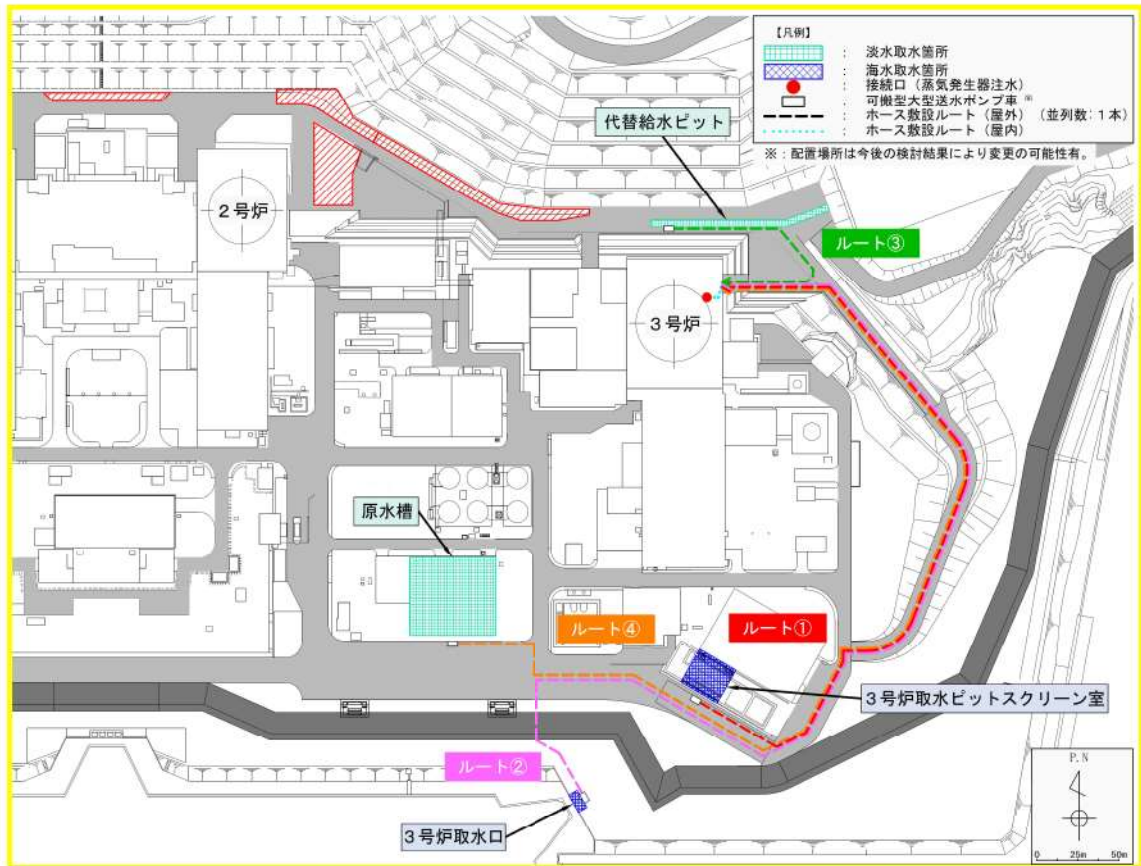 【凡例】
： 淡水取水箇所
： 海水取水箇所
： 接続口（蒸気発生器注水）
： 可搬型大型送水ポンプ車 ※
： ホース敷設ルート（屋外）（並列数：1本）
： ホース敷設ルート（屋内）
※：配置場所は今後の検討結果により変更の可能性有。
代替給水ピット
2号炉
ルート③
3号炉
原水槽
ルート④
ルート①
3号炉取水ピットスクリーン室
ルート②
3号炉取水口
P.N
0 25m 50m